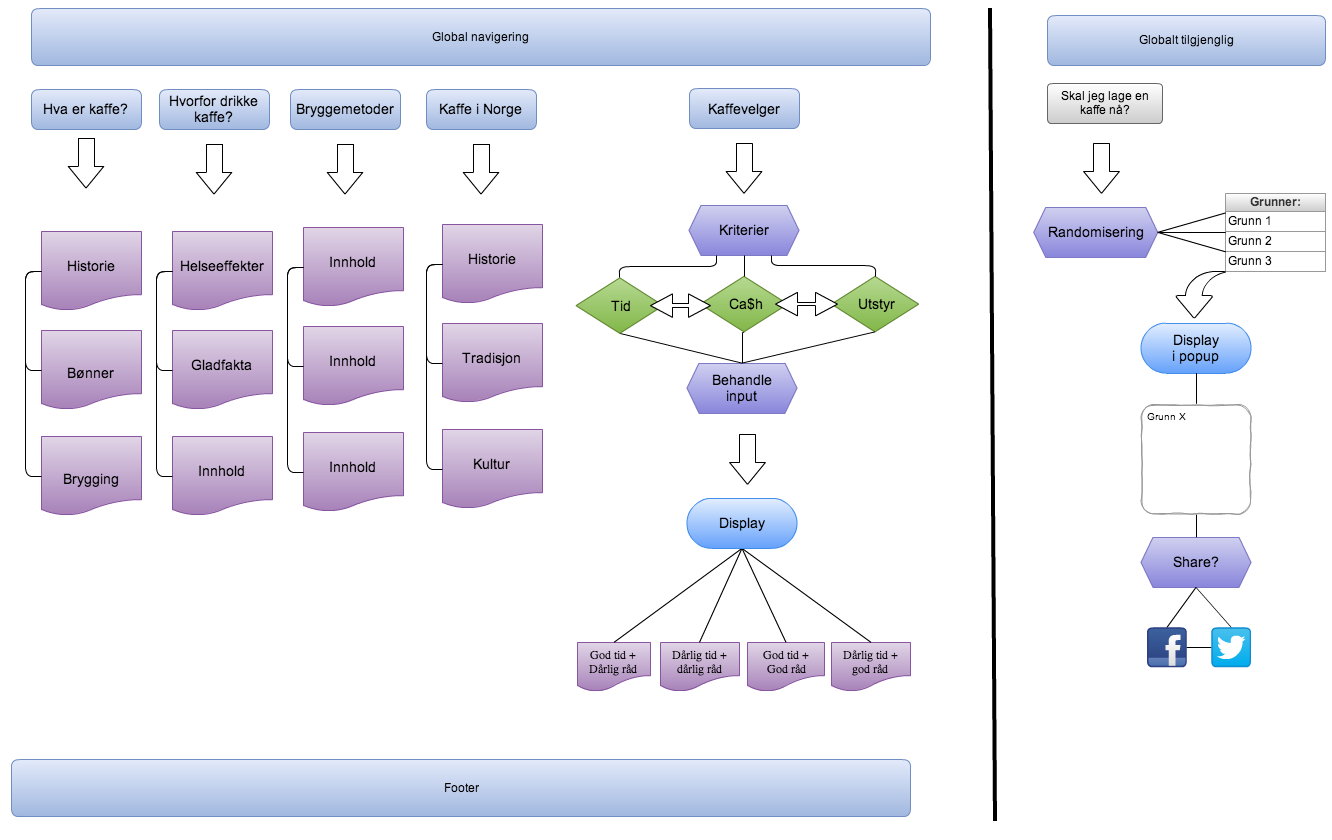 Global navigering
Hva er kaffe?
Hvorfor drikke
kaffe?
Bryggemetoder
Kaffe i Norge
Kaffevelger
Historie
Bønner
Brygging
Helseeffekter
Gladfakta
Innhold
Innhold
Innhold
Innhold
Historie
Tradisjon
Kultur
Kriterier
Tid
Ca$h
Utstyr
Behandle
input
Display
God tid +
Dårlig råd
Dårlig tid +
dårlig råd
God tid +
God råd
Dårlig tid +
god råd
Footer
Globalt tilgjenglig
Skal jeg lage en
kaffe nå?
Randomisering
Grunner:
Grunn 1
Grunn 2
Grunn 3
Display
i popup
Grunn X
Share?